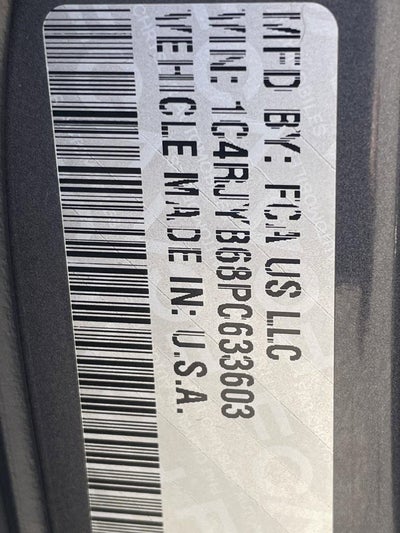 MFD BY: FCA US LLC
VIN: 1C4RJYB68PC633603
VEHICLE MADE IN: U.S.A.